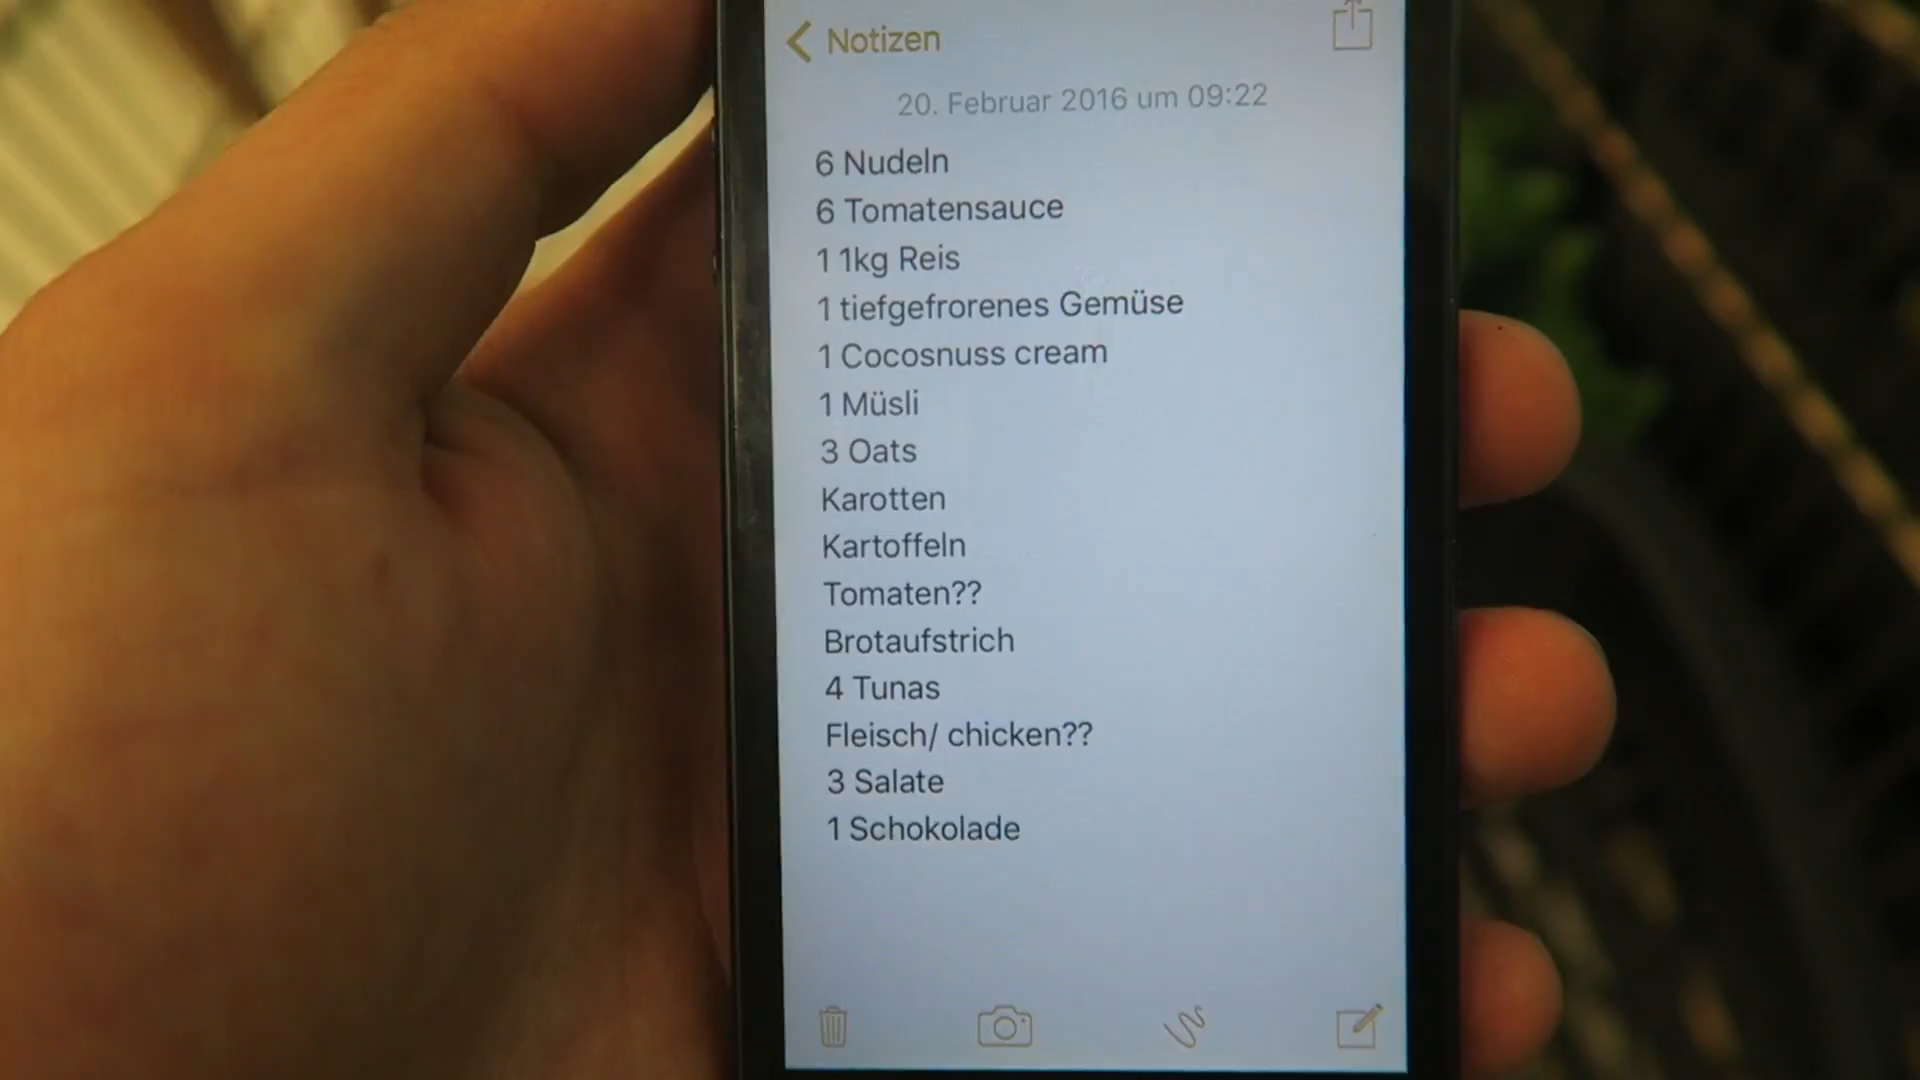 Notizen
20. Februar 2016 um 09:22
6 Nudeln
6 Tomatensauce
1 1kg Reis
1 tiefgefrorenes Gemüse
1 Cocosnuss cream
1 Müsli
3 Oats
Karotten
Kartoffeln
Tomaten??
Brotaufstrich
4 Tunas
Fleisch/ chicken??
3 Salate
1 Schokolade